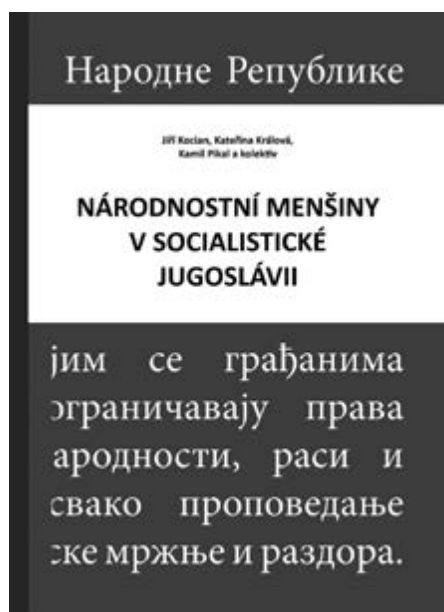 Народне Републике
Jiří Kocian, Kateřina Králová,
Kamil Pikal a kolektiv
NÁRODNOSTNÍ MENŠINY
V SOCIALISTICKÉ
JUGOSLÁVII
јим се грађанима
ограничавају права
ародности, раси и
свако проповедање
ске мржње и раздора.